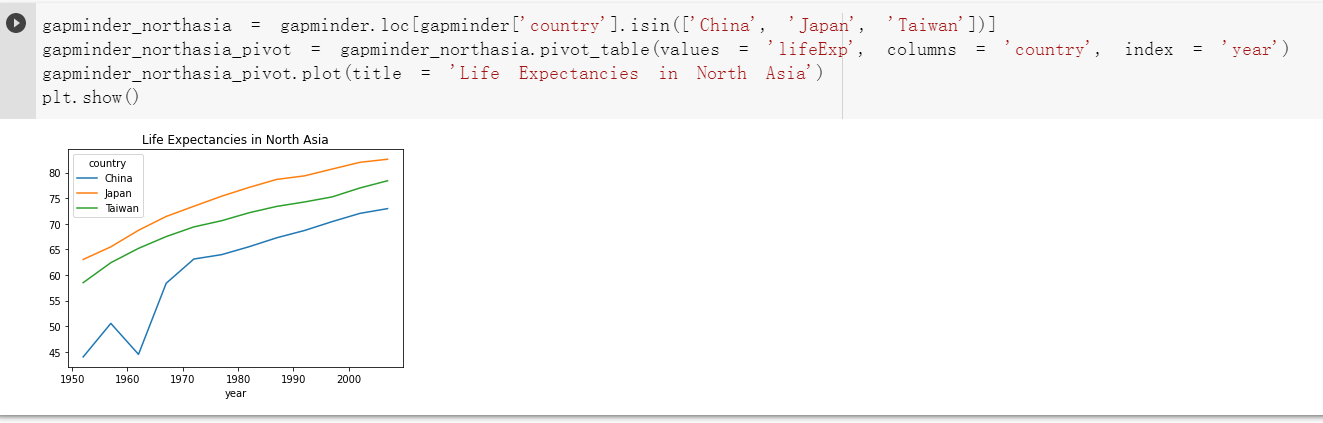 gapminder_northasia = gapminder.loc[gapminder['country'].isin(['China', 'Japan', 'Taiwan'])]
gapminder_northasia_pivot = gapminder_northasia.pivot_table(values = 'lifeExp', columns = 'country', index = 'year')
gapminder_northasia_pivot.plot(title = 'Life Expectancies in North Asia')
plt.show()
Life Expectancies in North Asia
country
China
Japan
Taiwan
80
75
70
65
60
55
50
45
1950 1960 1970 1980 1990 2000
year